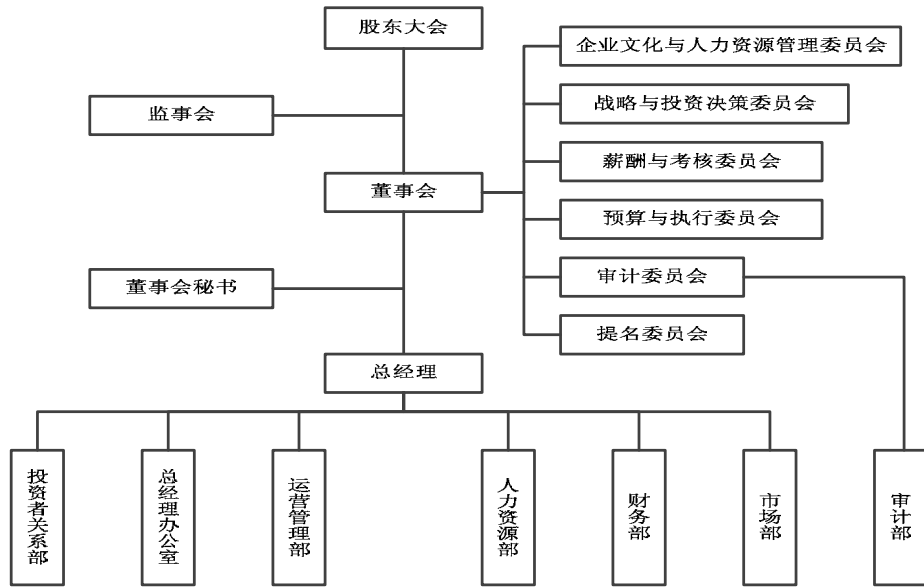 股东大会
企业文化与人力资源管理委员会
监事会
战略与投资决策委员会
薪酬与考核委员会
董事会
预算与执行委员会
董事会秘书
审计委员会
提名委员会
总经理
投资者关系部
总经理办公室
运营管理部
人力资源部
财务部
市场部
审计部